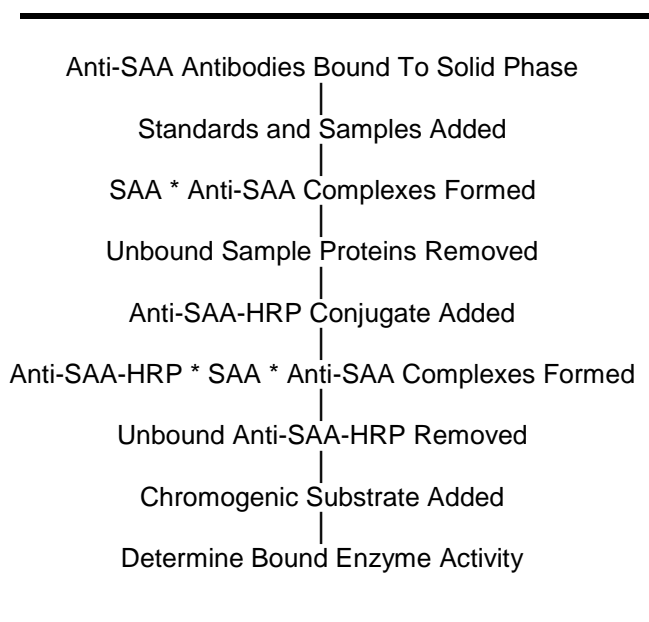 Anti-SAA Antibodies Bound To Solid Phase
Standards and Samples Added
SAA * Anti-SAA Complexes Formed
Unbound Sample Proteins Removed
Anti-SAA-HRP Conjugate Added
Anti-SAA-HRP * SAA * Anti-SAA Complexes Formed
Unbound Anti-SAA-HRP Removed
Chromogenic Substrate Added
Determine Bound Enzyme Activity